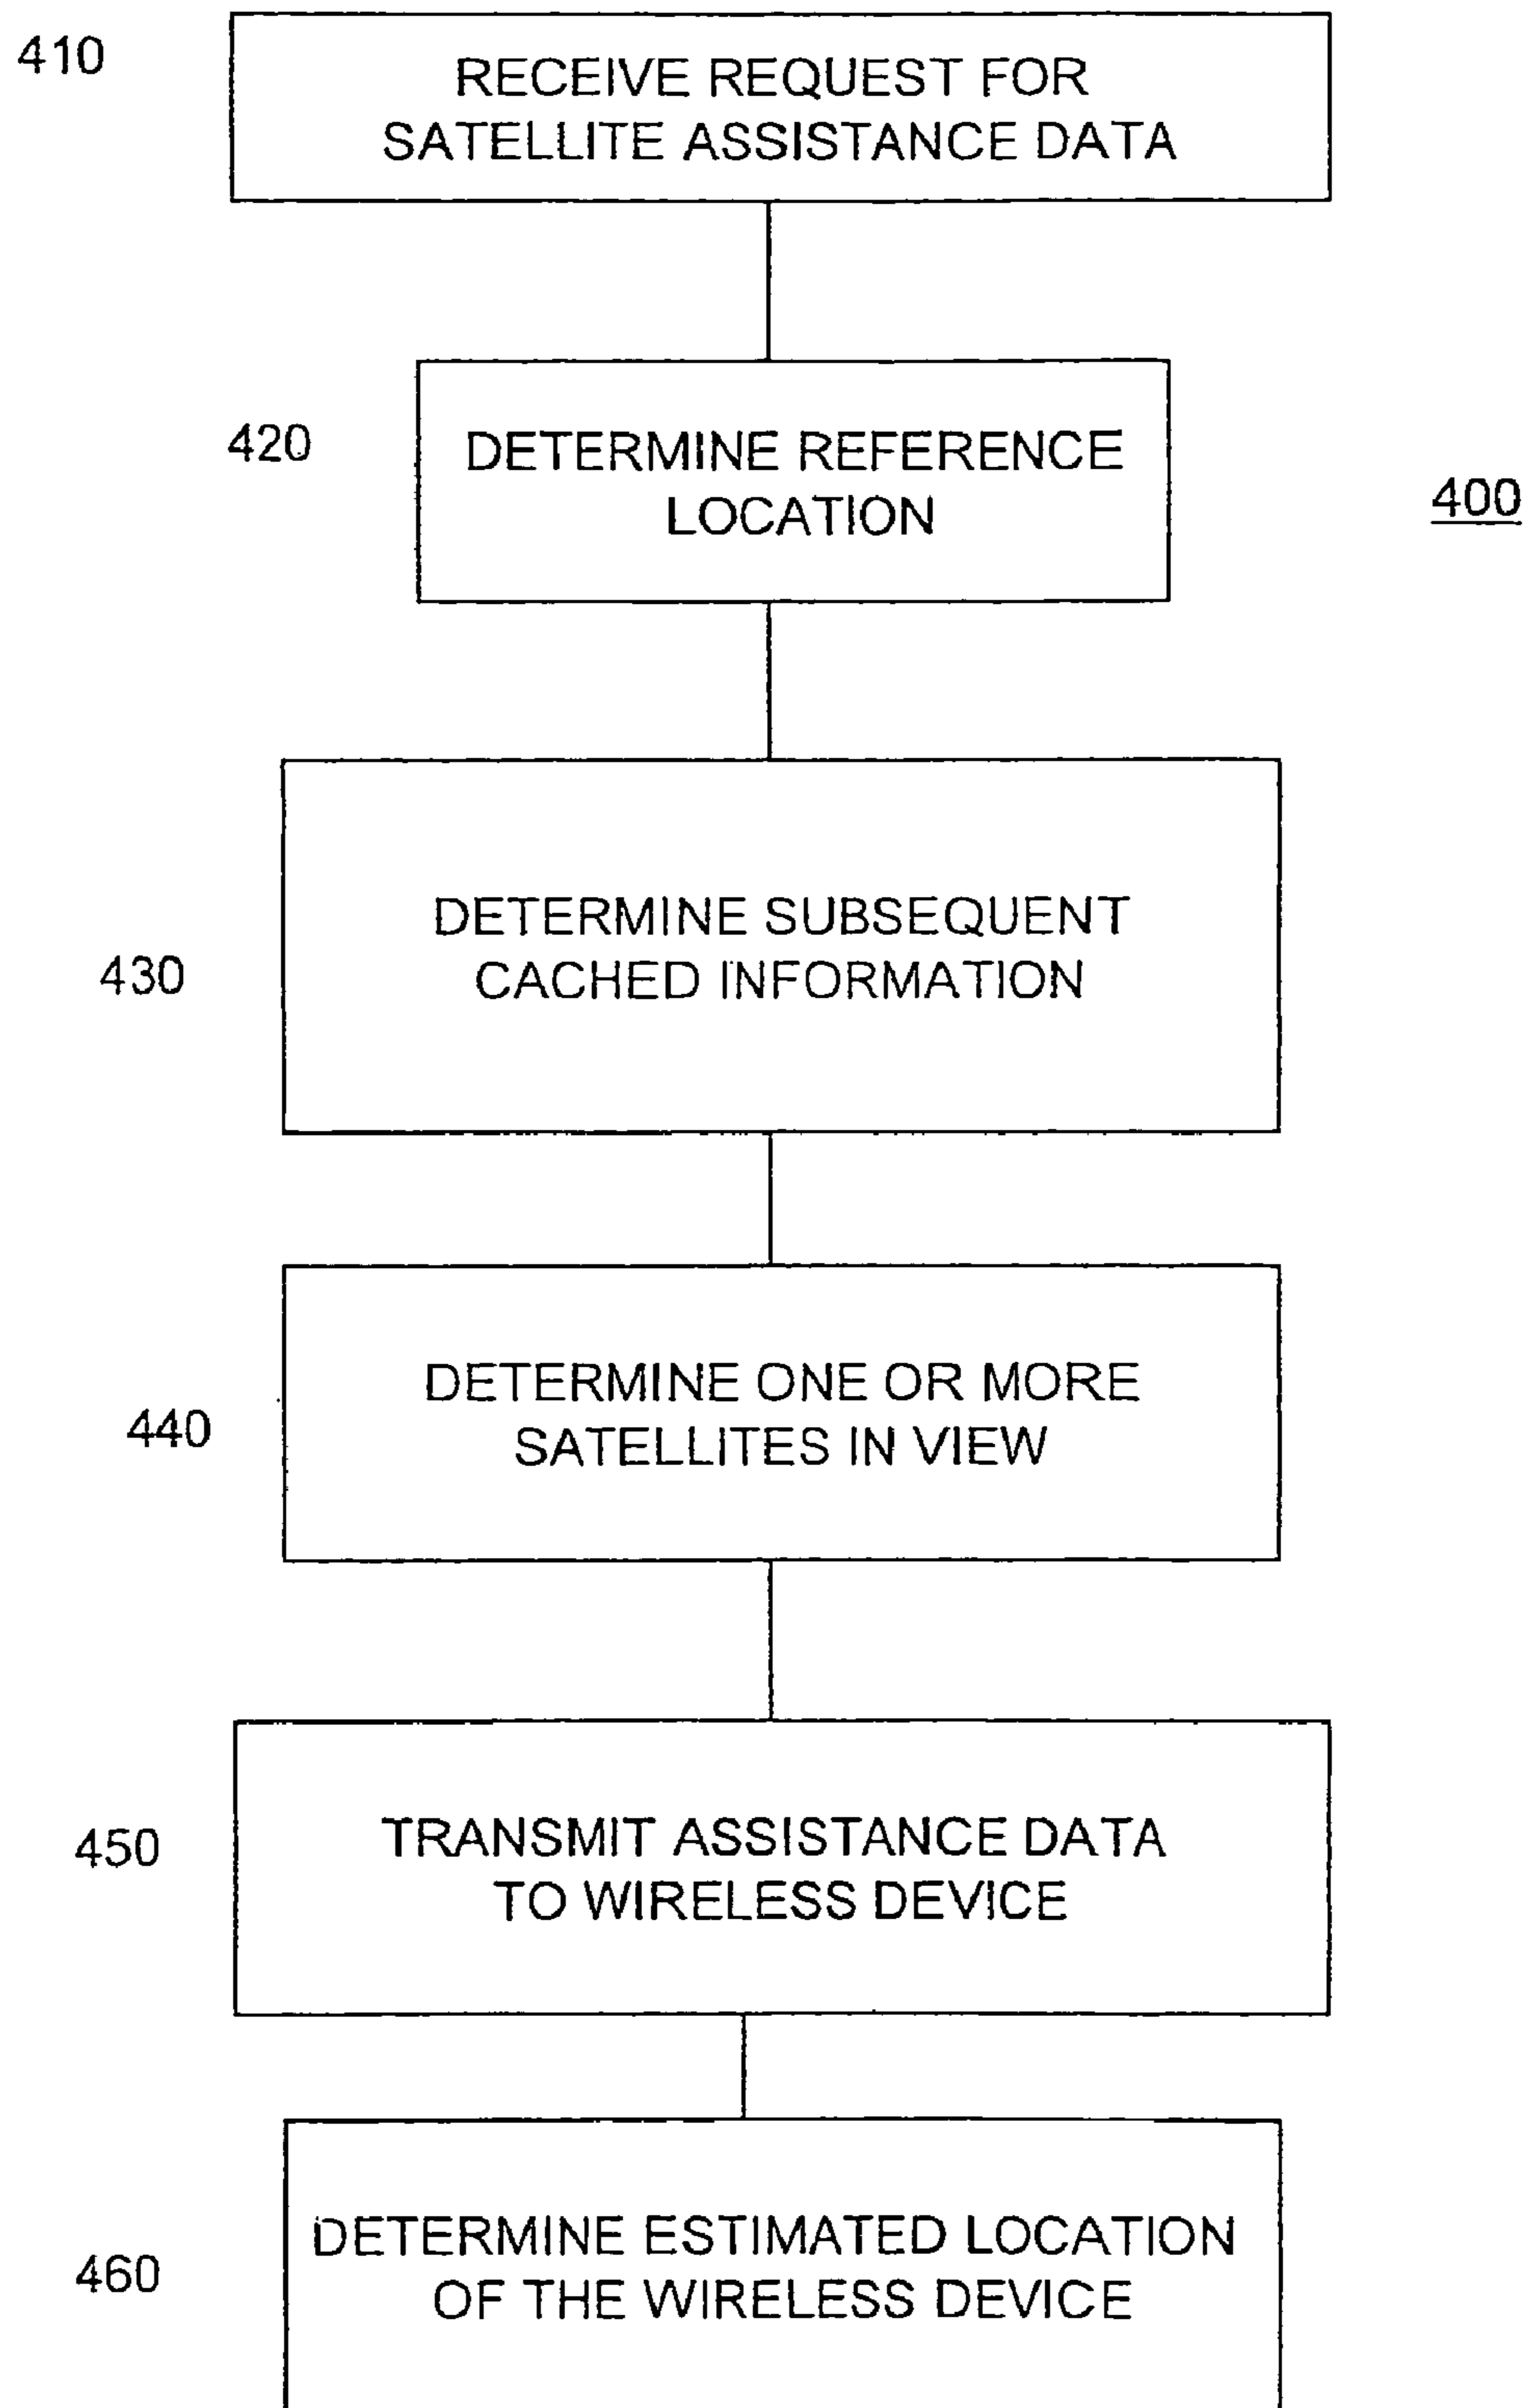 410
RECEIVE REQUEST FOR
SATELLITE ASSISTANCE DATA
420
DETERMINE REFERENCE
LOCATION
400
430
DETERMINE SUBSEQUENT
CACHED INFORMATION
440
DETERMINE ONE OR MORE
SATELLITES IN VIEW
450
TRANSMIT ASSISTANCE DATA
TO WIRELESS DEVICE
460
DETERMINE ESTIMATED LOCATION
OF THE WIRELESS DEVICE